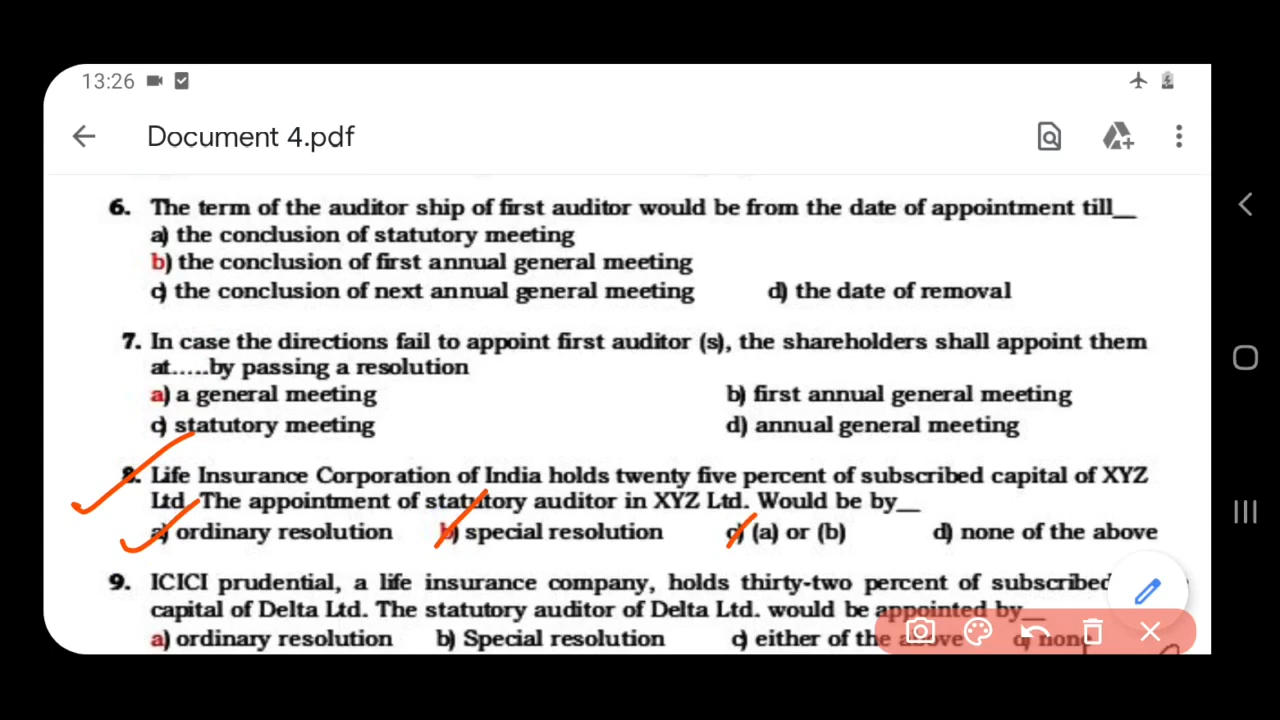 13:26
Document 4.pdf
6. The term of the auditor ship of first auditor would be from the date of appointment till__
a) the conclusion of statutory meeting
b) the conclusion of first annual general meeting
c) the conclusion of next annual general meeting d) the date of removal
7. In case the directions fail to appoint first auditor (s), the shareholders shall appoint them
at.....by passing a resolution
a) a general meeting b) first annual general meeting
c) statutory meeting d) annual general meeting
8. Life Insurance Corporation of India holds twenty five percent of subscribed capital of XYZ
Ltd. The appointment of statutory auditor in XYZ Ltd. Would be by__
a) ordinary resolution b) special resolution c) (a) or (b) d) none of the above
9. ICICI prudential, a life insurance company, holds thirty-two percent of subscribed
capital of Delta Ltd. The statutory auditor of Delta Ltd. would be appointed by__
a) ordinary resolution b) Special resolution c) either of the above d) none